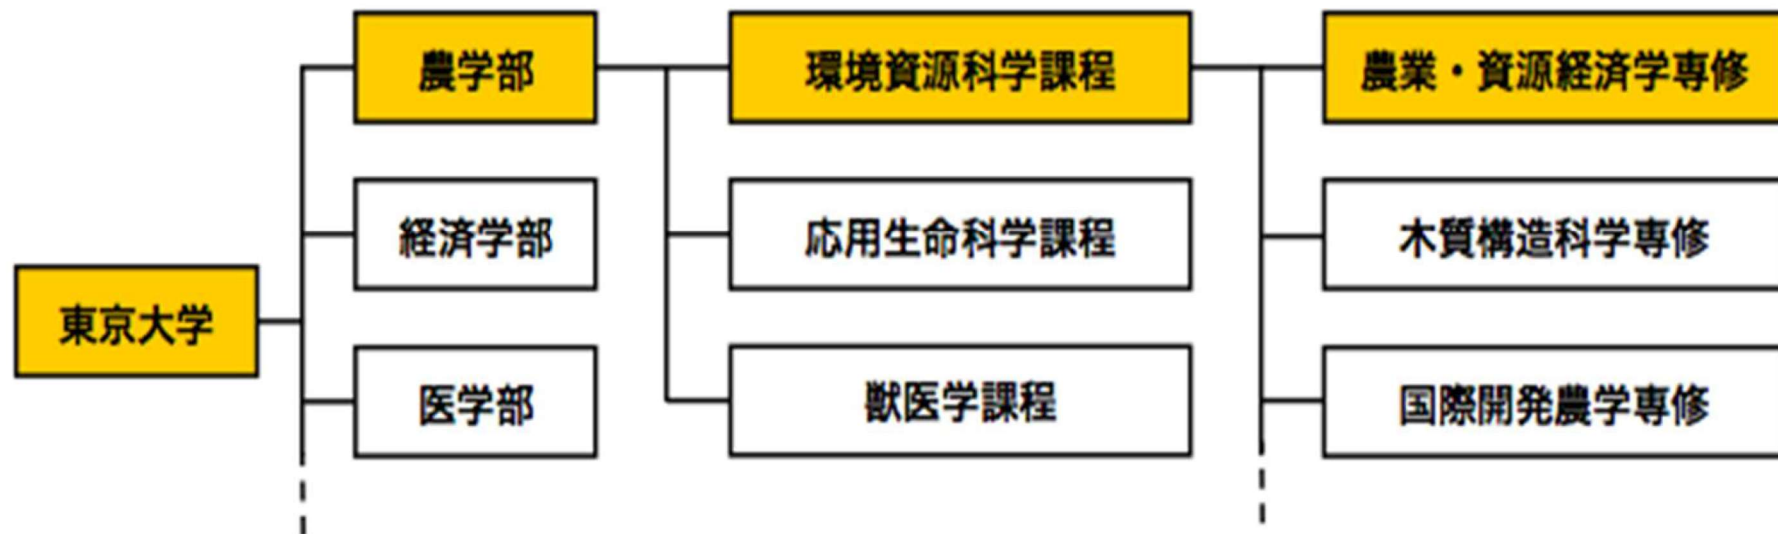 農学部
環境資源科学課程
農業・資源経済学専修
経済学部
応用生命科学課程
木質構造科学専修
東京大学
医学部
獣医学課程
国際開発農学専修